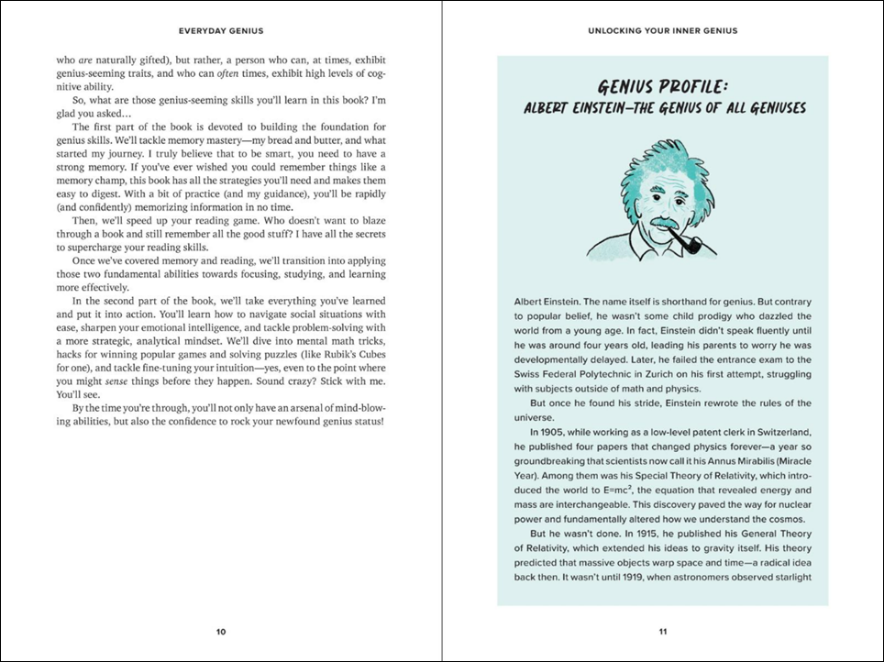 EVERYDAY GENIUS
who are naturally gifted), but rather, a person who can, at times, exhibit
genius-seeming traits, and who can often times, exhibit high levels of cog-
nitive ability.
So, what are those genius-seeming skills you'll learn in this book? I'm
glad you asked…
The first part of the book is devoted to building the foundation for
genius skills. We'll tackle memory mastery—my bread and butter, and what
started my journey. I truly believe that to be smart, you need to have a
strong memory. If you've ever wished you could remember things like a
memory champ, this book has all the strategies you'll need and makes them
easy to digest. With a bit of practice (and my guidance), you'll be rapidly
(and confidently) memorizing information in no time.
Then, we'll speed up your reading game. Who doesn't want to blaze
through a book and still remember all the good stuff? I have all the secrets
to supercharge your reading skills.
Once we've covered memory and reading, we'll transition into applying
those two fundamental abilities towards focusing, studying, and learning
more effectively.
In the second part of the book, we'll take everything you've learned
and put it into action. You'll learn how to navigate social situations with
ease, sharpen your emotional intelligence, and tackle problem-solving with
a more strategic, analytical mindset. We'll dive into mental math tricks,
hacks for winning popular games and solving puzzles (like Rubik's Cubes
for one), and tackle fine-tuning your intuition—yes, even to the point where
you might sense things before they happen. Sound crazy? Stick with me.
You'll see.
By the time you're through, you'll not only have an arsenal of mind-blow-
ing abilities, but also the confidence to rock your newfound genius status!
10
UNLOCKING YOUR INNER GENIUS
GENIUS PROFILE:
ALBERT EINSTEIN—THE GENIUS OF ALL GENIUSES
Albert Einstein. The name itself is shorthand for genius. But contrary
to popular belief, he wasn't some child prodigy who dazzled the
world from a young age. In fact, Einstein didn't speak fluently until
he was around four years old, leading his parents to worry he was
developmentally delayed. Later, he failed the entrance exam to the
Swiss Federal Polytechnic in Zurich on his first attempt, struggling
with subjects outside of math and physics.
But once he found his stride, Einstein rewrote the rules of the
universe.
In 1905, while working as a low-level patent clerk in Switzerland,
he published four papers that changed physics forever—a year so
groundbreaking that scientists now call it his Annus Mirabilis (Miracle
Year). Among them was his Special Theory of Relativity, which intro-
duced the world to E=mc², the equation that revealed energy and
mass are interchangeable. This discovery paved the way for nuclear
power and fundamentally altered how we understand the cosmos.
But he wasn't done. In 1915, he published his General Theory
of Relativity, which extended his ideas to gravity itself. His theory
predicted that massive objects warp space and time—a radical idea
back then. It wasn't until 1919, when astronomers observed starlight
11